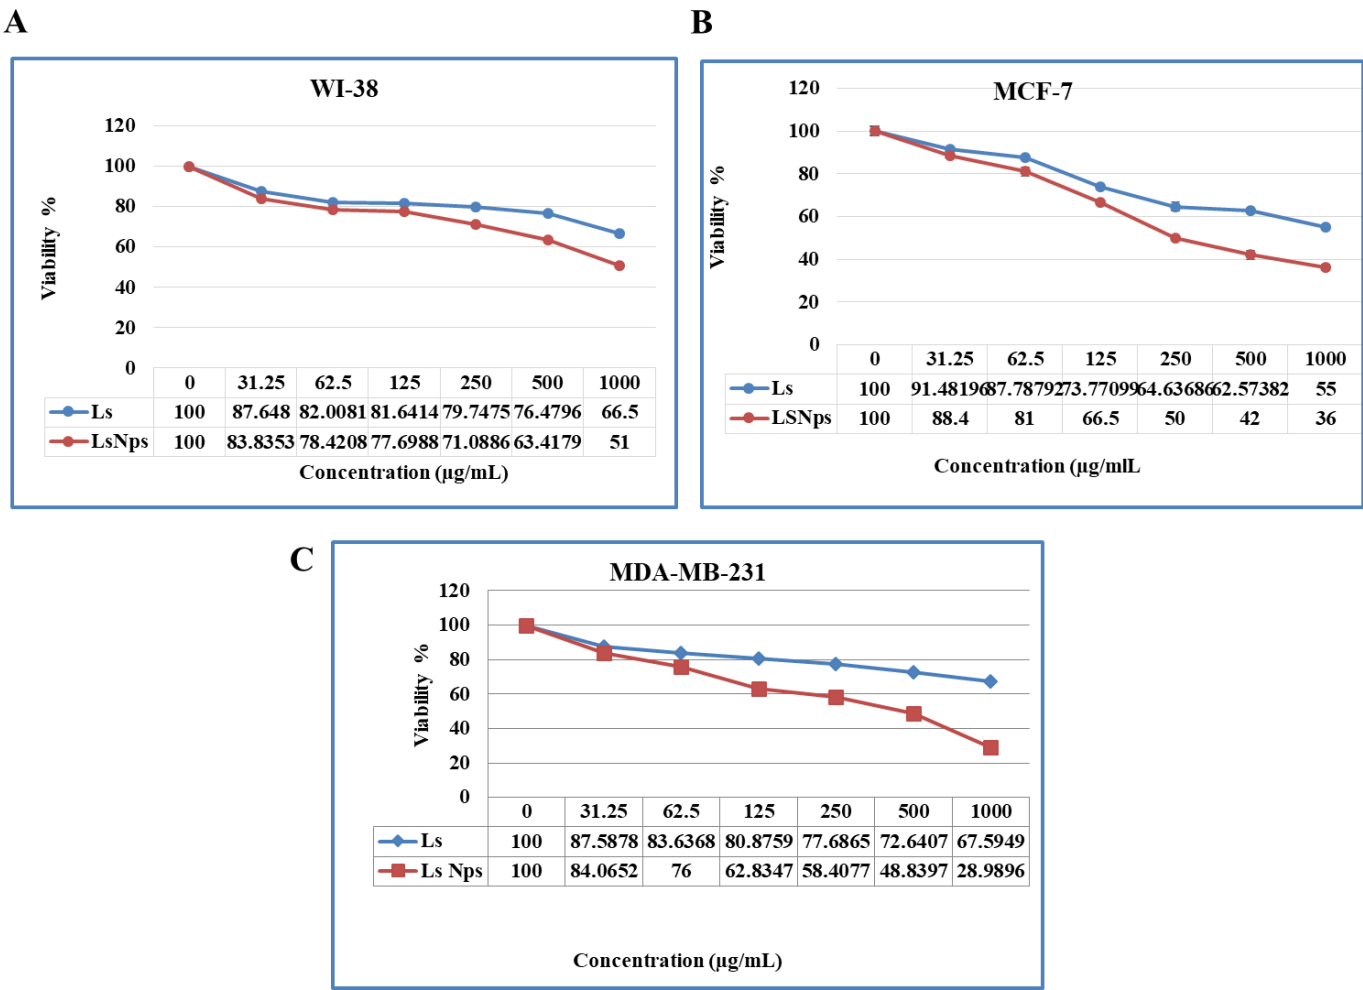 A
WI-38
120
100
80
60
40
20
0
Viability %
0 31.25 62.5 125 250 500 1000
Ls 100 87.648 82.0081 81.6414 79.7475 76.4796 66.5
LsNps 100 83.8353 78.4208 77.6988 71.0886 63.4179 51
Concentration (µg/mL)
B
MCF-7
120
100
80
60
40
20
0
Viability %
0 31.25 62.5 125 250 500 1000
Ls 100 91.48196 87.78792 73.77099 64.63686 62.57382 55
LSNps 100 88.4 81 66.5 50 42 36
Concentration (µg/mlL
C
MDA-MB-231
120
100
80
60
40
20
0
Viability %
0 31.25 62.5 125 250 500 1000
Ls 100 87.5878 83.6368 80.8759 77.6865 72.6407 67.5949
Ls Nps 100 84.0652 76 62.8347 58.4077 48.8397 28.9896
Concentration (µg/mL)